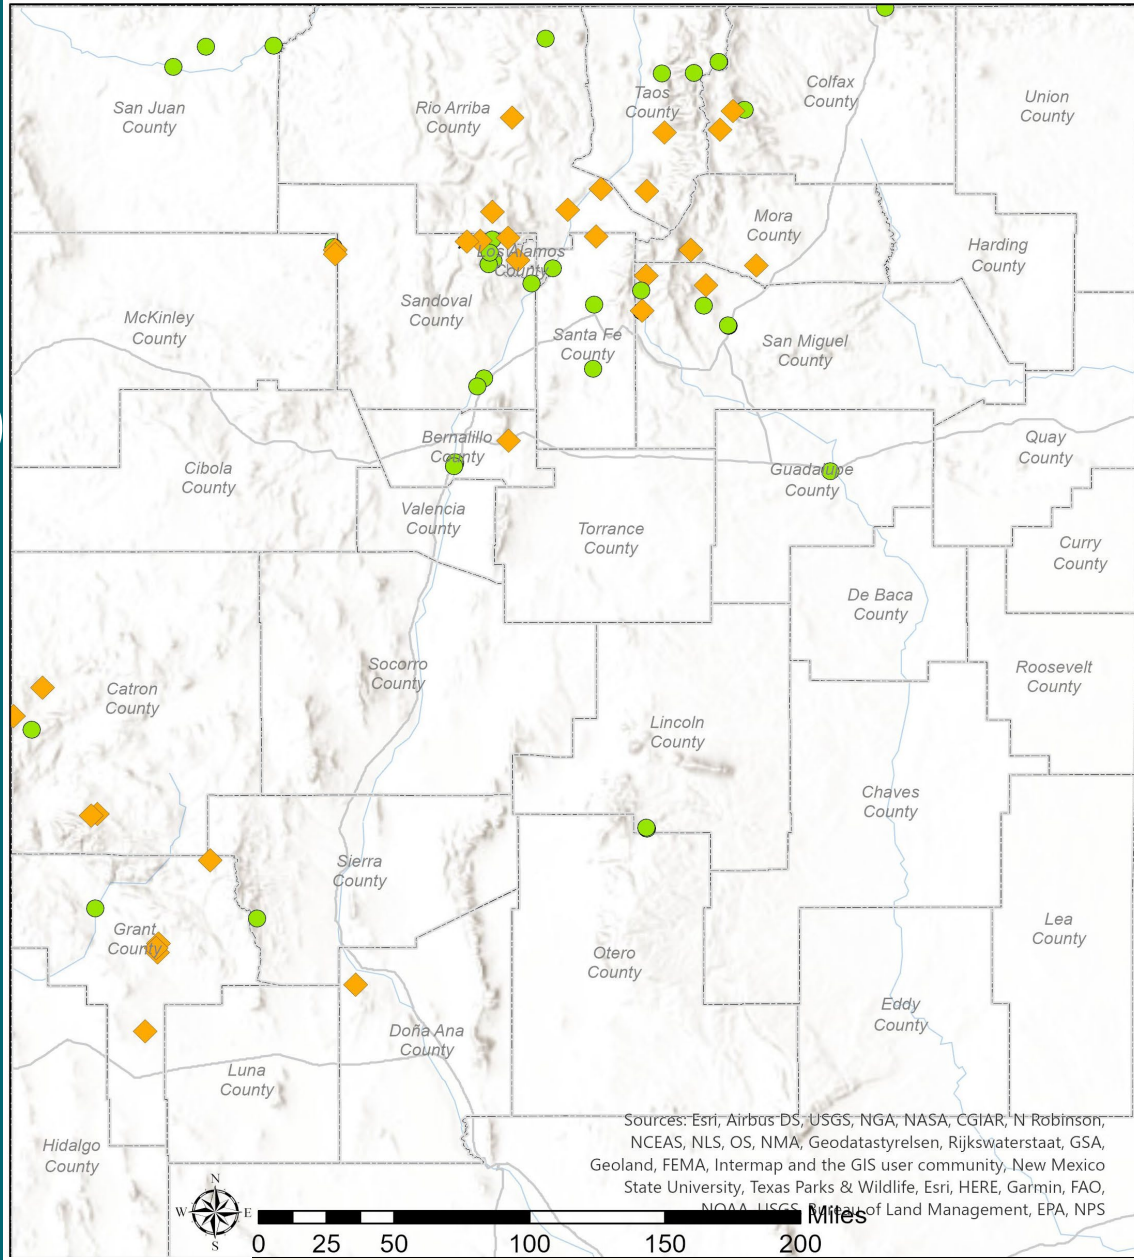 San Juan
County
Rio Arriba
County
Taos
County
Colfax
County
Union
County
Mora
County
Harding
County
Los Alamos
County
Sandoval
County
McKinley
County
Santa Fe
County
San Miguel
County
Bernalillo
County
Quay
County
Cibola
County
Guadalupe
County
Valencia
County
Torrance
County
Curry
County
De Baca
County
Socorro
County
Roosevelt
County
Catron
County
Lincoln
County
Chaves
County
Sierra
County
Grant
County
Lea
County
Otero
County
Eddy
County
Doña Ana
County
Luna
County
Hidalgo
County
Sources: Esri, Airbus DS, USGS, NGA, NASA, CGIAR, N Robinson,
NCEAS, NLS, OS, NMA, Geodatastyrelsen, Rijkswaterstaat, GSA,
Geoland, FEMA, Intermap and the GIS user community, New Mexico
State University, Texas Parks & Wildlife, Esri, HERE, Garmin, FAO,
NOAA, USGS, Bureau of Land Management, EPA, NPS
N
W E
S
Miles
0 25 50 100 150 200